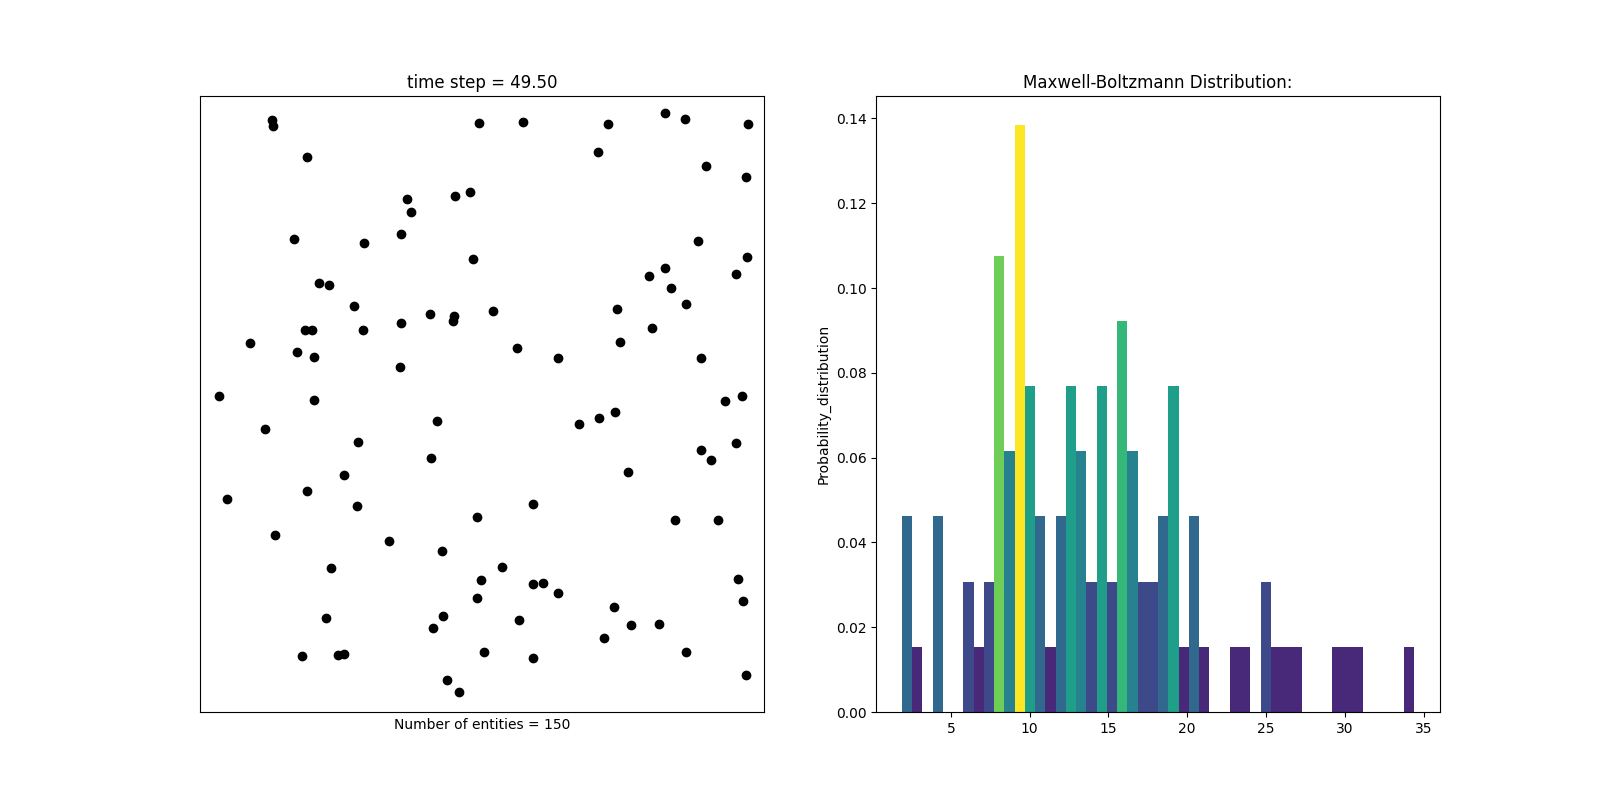 time step = 49.50
Number of entities = 150
Maxwell-Boltzmann Distribution:
Probability_distribution
0.14
0.12
0.10
0.08
0.06
0.04
0.02
0.00
5 10 15 20 25 30 35